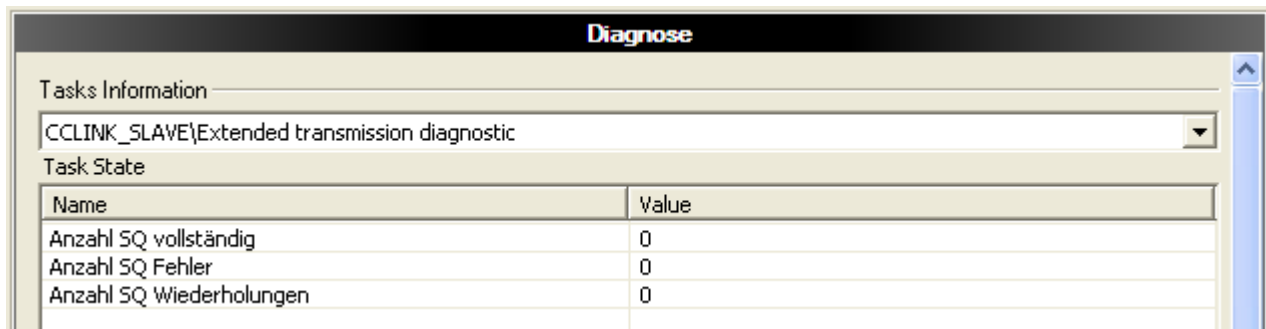 Diagnose
Tasks Information
CCLINK_SLAVE\Extended transmission diagnostic
Task State
Name Value
Anzahl SQ vollständig 0
Anzahl SQ Fehler 0
Anzahl SQ Wiederholungen 0